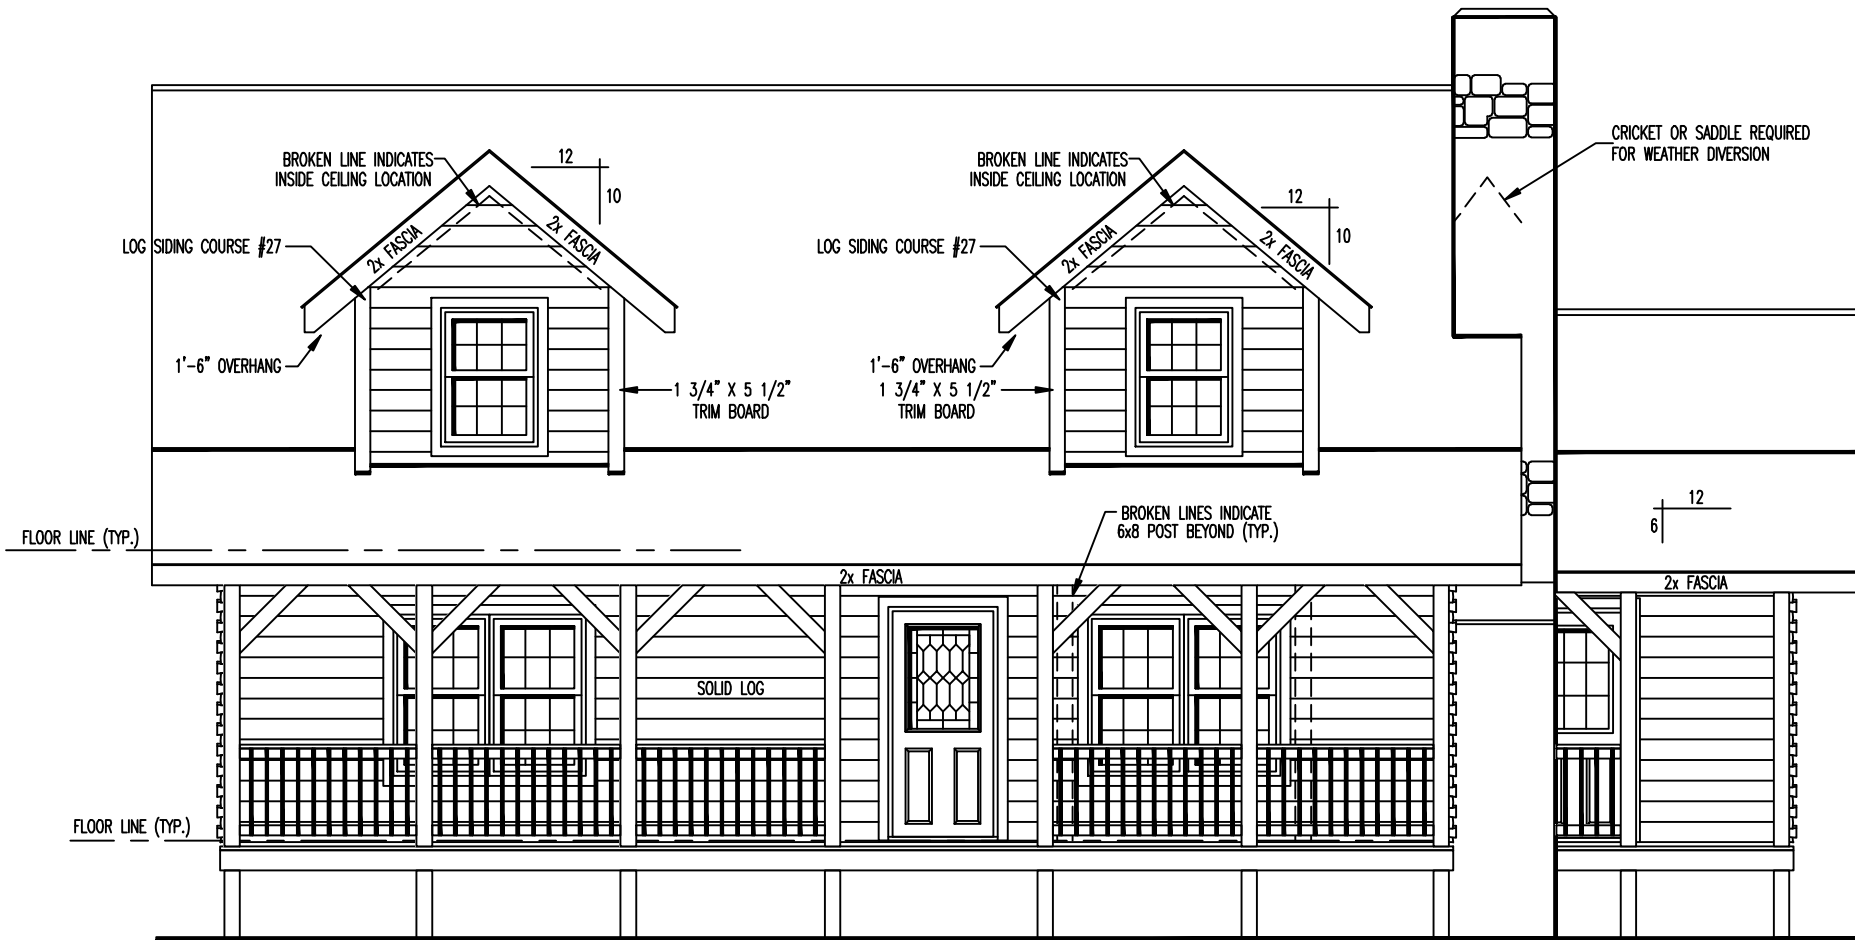 BROKEN LINE INDICATES
INSIDE CEILING LOCATION
12
10
LOG SIDING COURSE #27
2x FASCIA
2x FASCIA
1'-6" OVERHANG
1 3/4" X 5 1/2"
TRIM BOARD
BROKEN LINE INDICATES
INSIDE CEILING LOCATION
12
10
LOG SIDING COURSE #27
2x FASCIA
2x FASCIA
1'-6" OVERHANG
1 3/4" X 5 1/2"
TRIM BOARD
CRICKET OR SADDLE REQUIRED
FOR WEATHER DIVERSION
12
6
BROKEN LINES INDICATE
6x8 POST BEYOND (TYP.)
FLOOR LINE (TYP.)
2x FASCIA
2x FASCIA
SOLID LOG
FLOOR LINE (TYP.)